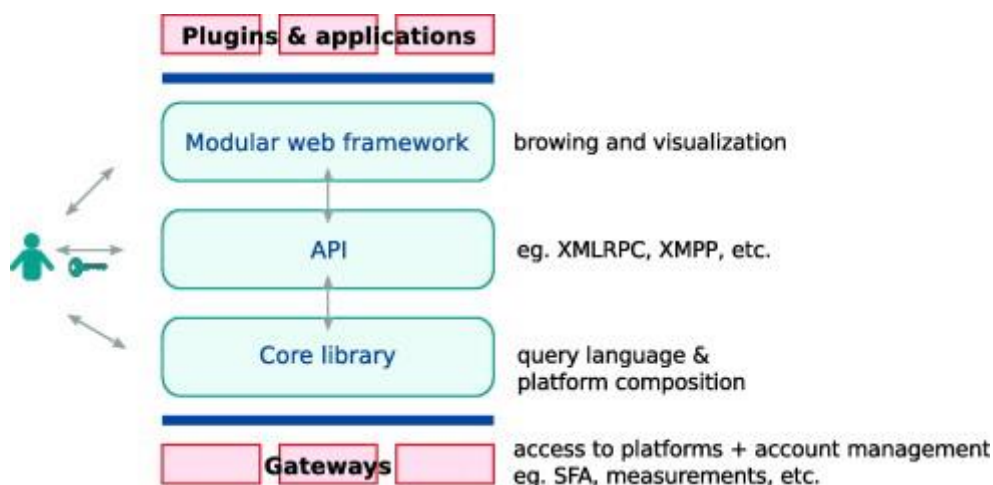 Plugins & applications
Modular web framework
browing and visualization
API
eg. XMLRPC, XMPP, etc.
Core library
query language &
platform composition
Gateways
access to platforms + account management
eg. SFA, measurements, etc.